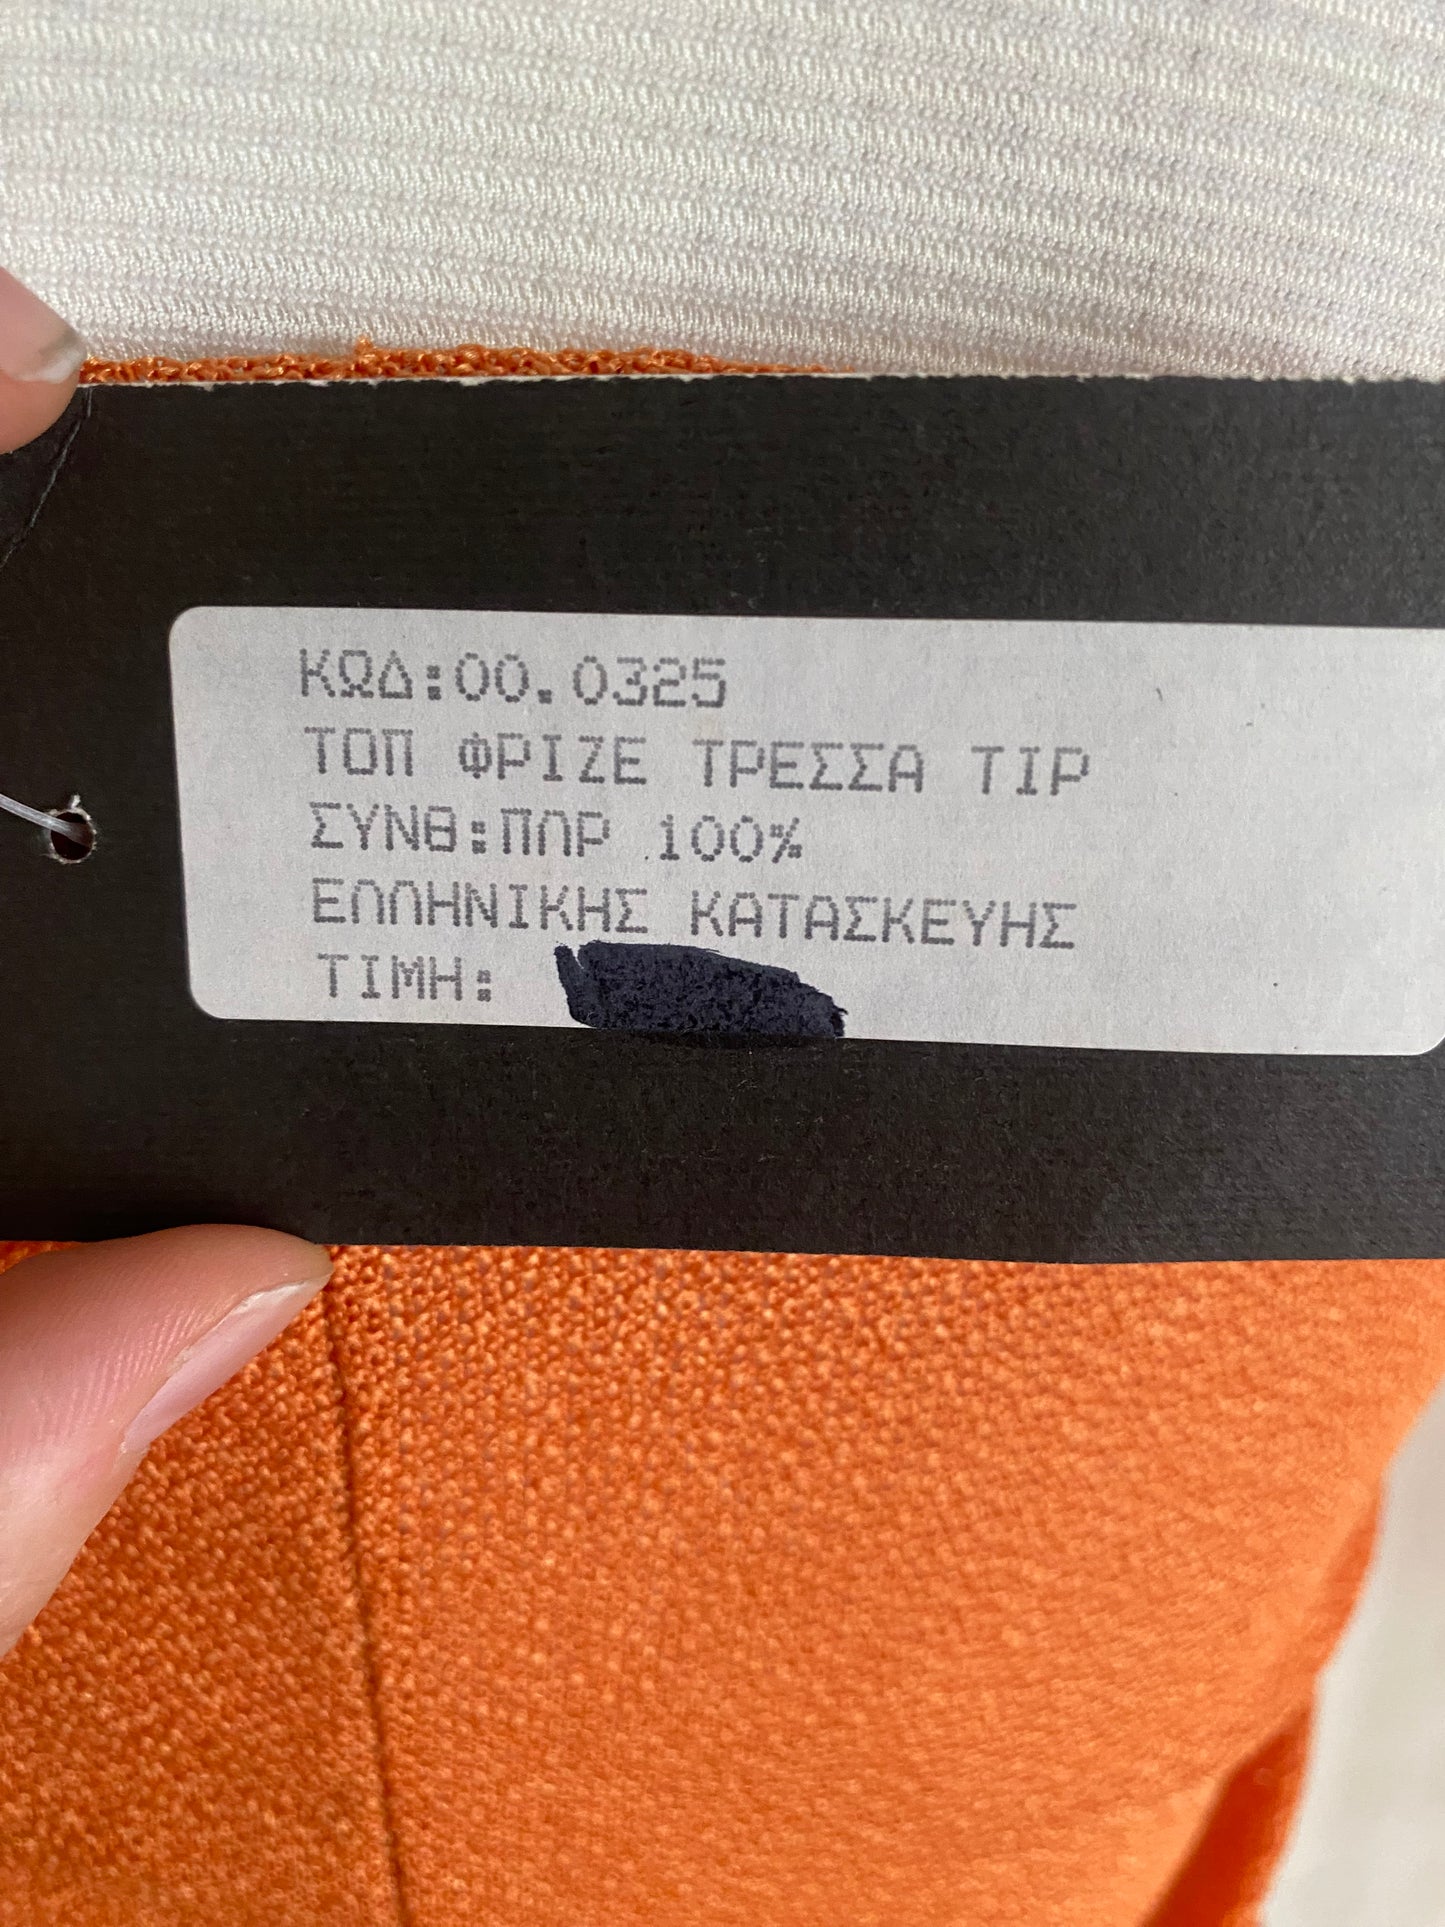 ΚΩΔ:00.0325
ΤΟΠ ΦΡΙΖΕ ΤΡΕΣΣΑ ΤΙΡ
ΣΥΝΘ:ΠΛΡ 100%
ΕΛΛΗΝΙΚΗΣ ΚΑΤΑΣΚΕΥΗΣ
ΤΙΜΗ: